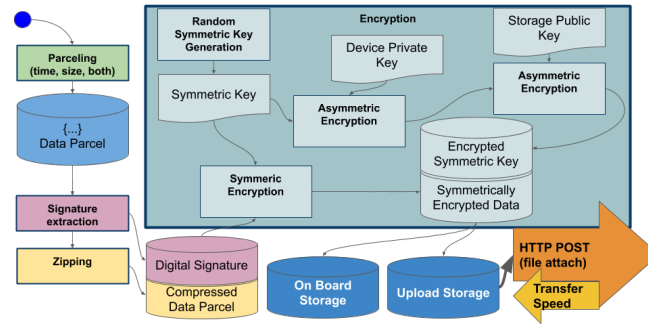 Random
Symmetric Key
Generation
Encryption
Storage Public
Key
Parceling
(time, size, both)
Device Private
Key
Symmetric Key
Asymmetric
Encryption
Asymmetric
Encryption
{...}
Data Parcel
Encrypted
Symmetric Key
Symmeric
Encryption
Symmetrically
Encrypted Data
Signature
extraction
Zipping
Digital Signature
Compressed
Data Parcel
On Board
Storage
Upload Storage
HTTP POST
(file attach)
Transfer
Speed